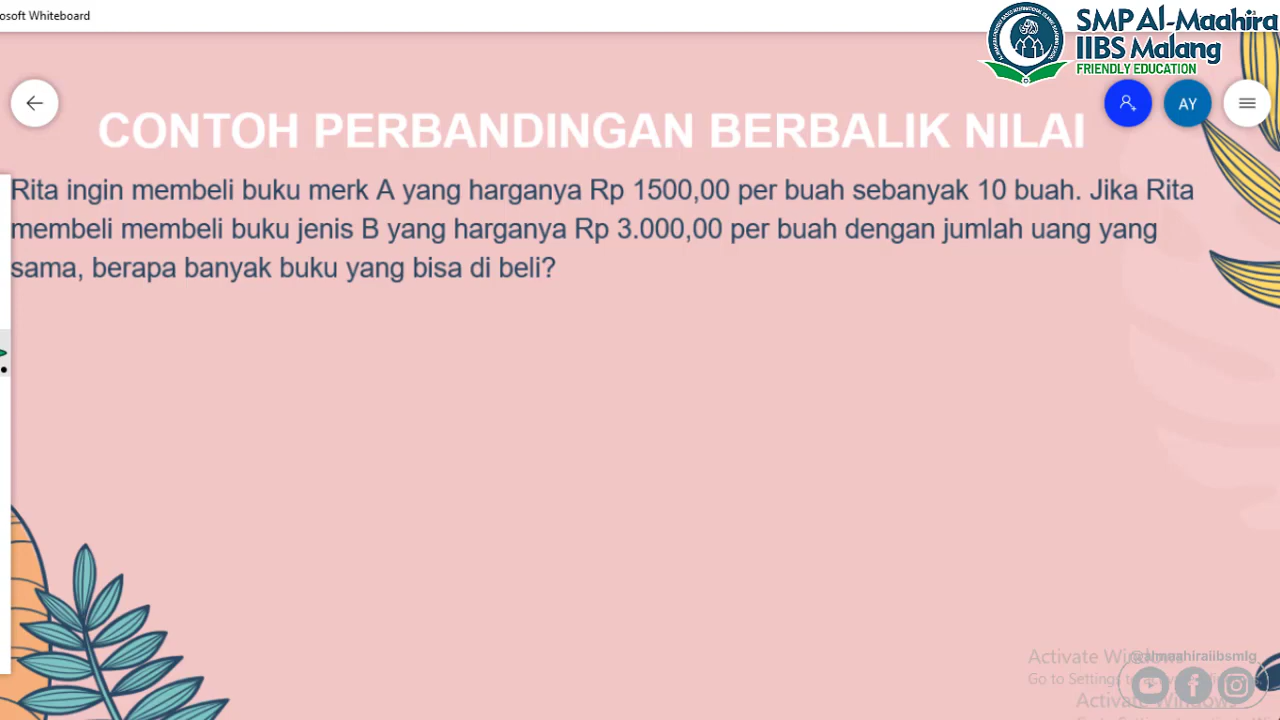 osoft Whiteboard
SMP Al-Maahira
IIBS Malang
FRIENDLY EDUCATION
AY
CONTOH PERBANDINGAN BERBALIK NILAI
Rita ingin membeli buku merk A yang harganya Rp 1500,00 per buah sebanyak 10 buah. Jika Rita
membeli membeli buku jenis B yang harganya Rp 3.000,00 per buah dengan jumlah uang yang
sama, berapa banyak buku yang bisa di beli?
Activate Windows
@almaahiraiibsmlg
Go to Settings
Activate Windows